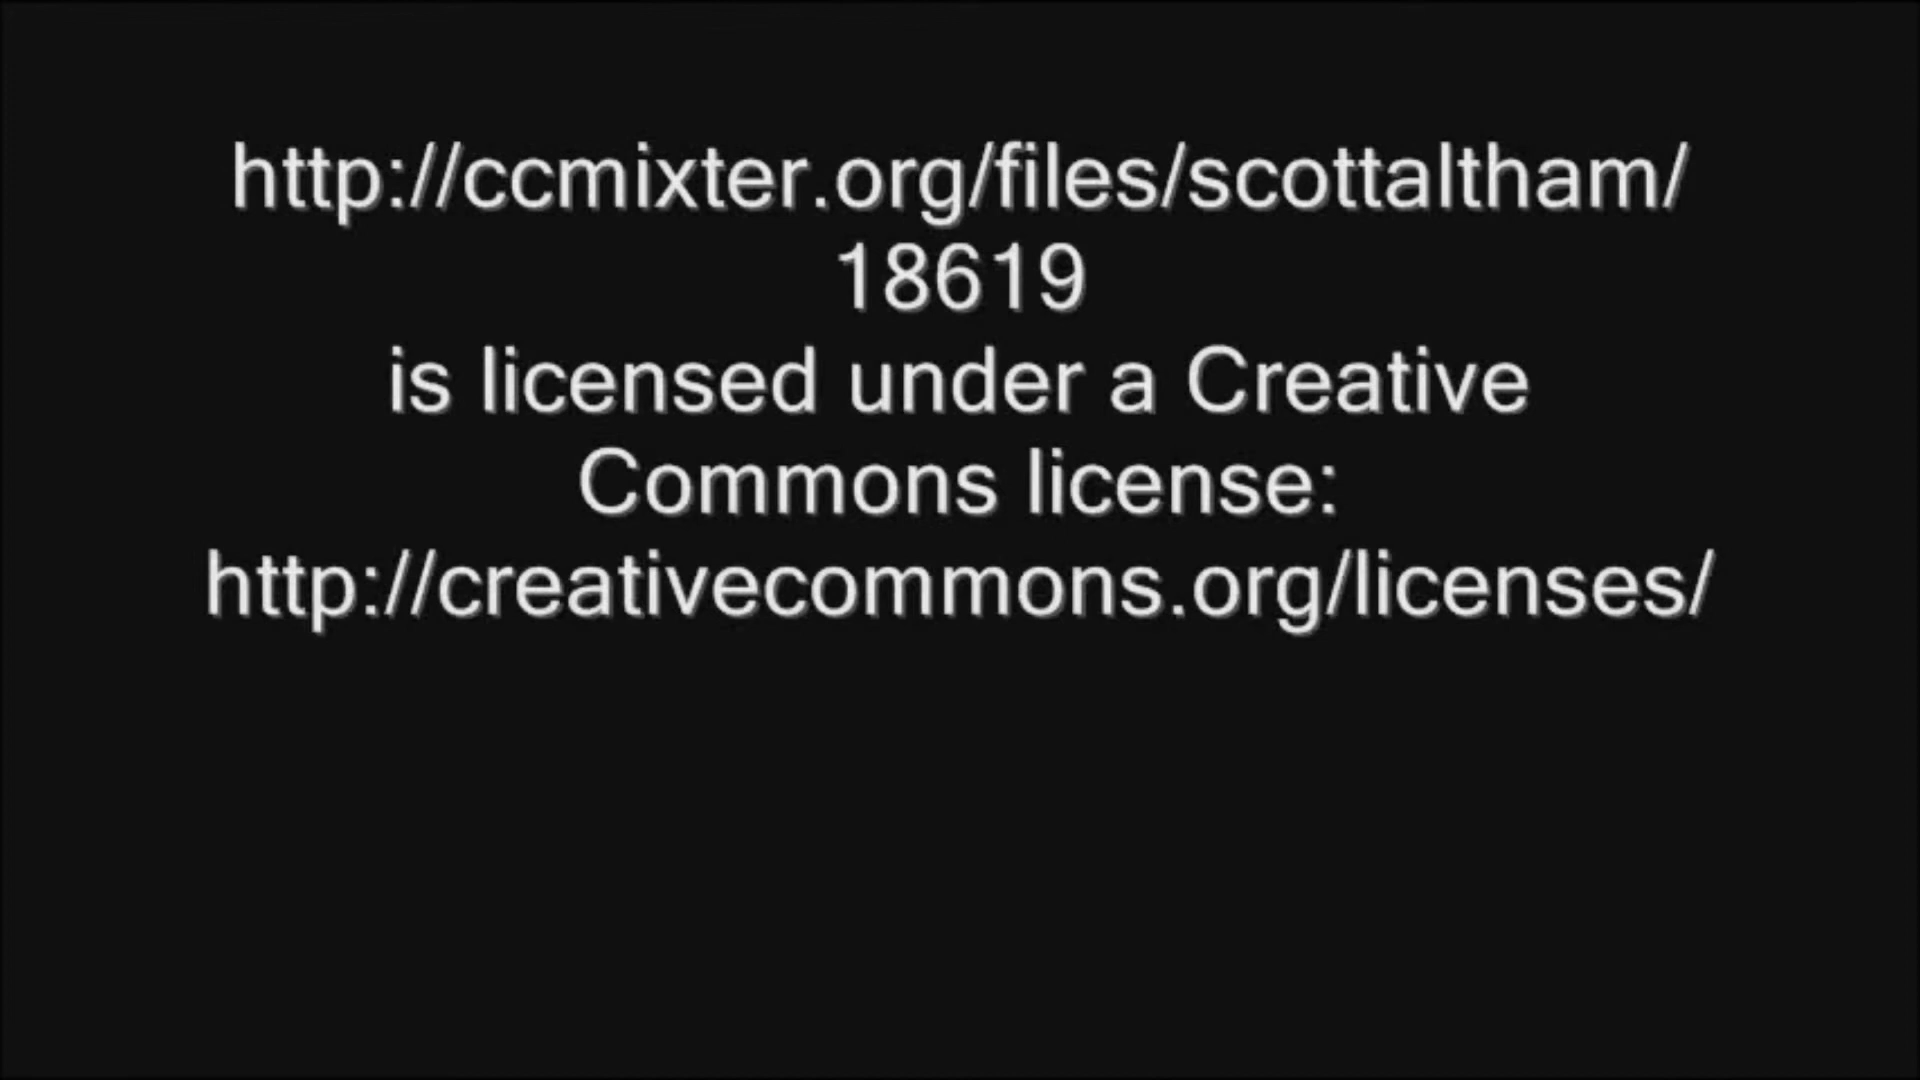 http://ccmixter.org/files/scottaltham/
18619
is licensed under a Creative
Commons license:
http://creativecommons.org/licenses/